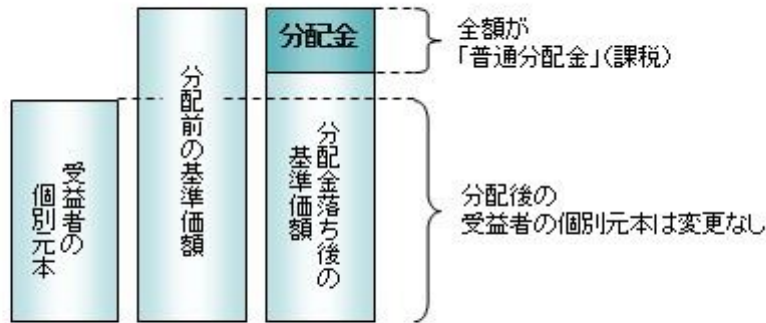 分配金
全額が
「普通分配金」(課税)
受益者の
個別元本
分配前の基準価額
分配金落ち後の
基準価額
分配後の
受益者の個別元本は変更なし